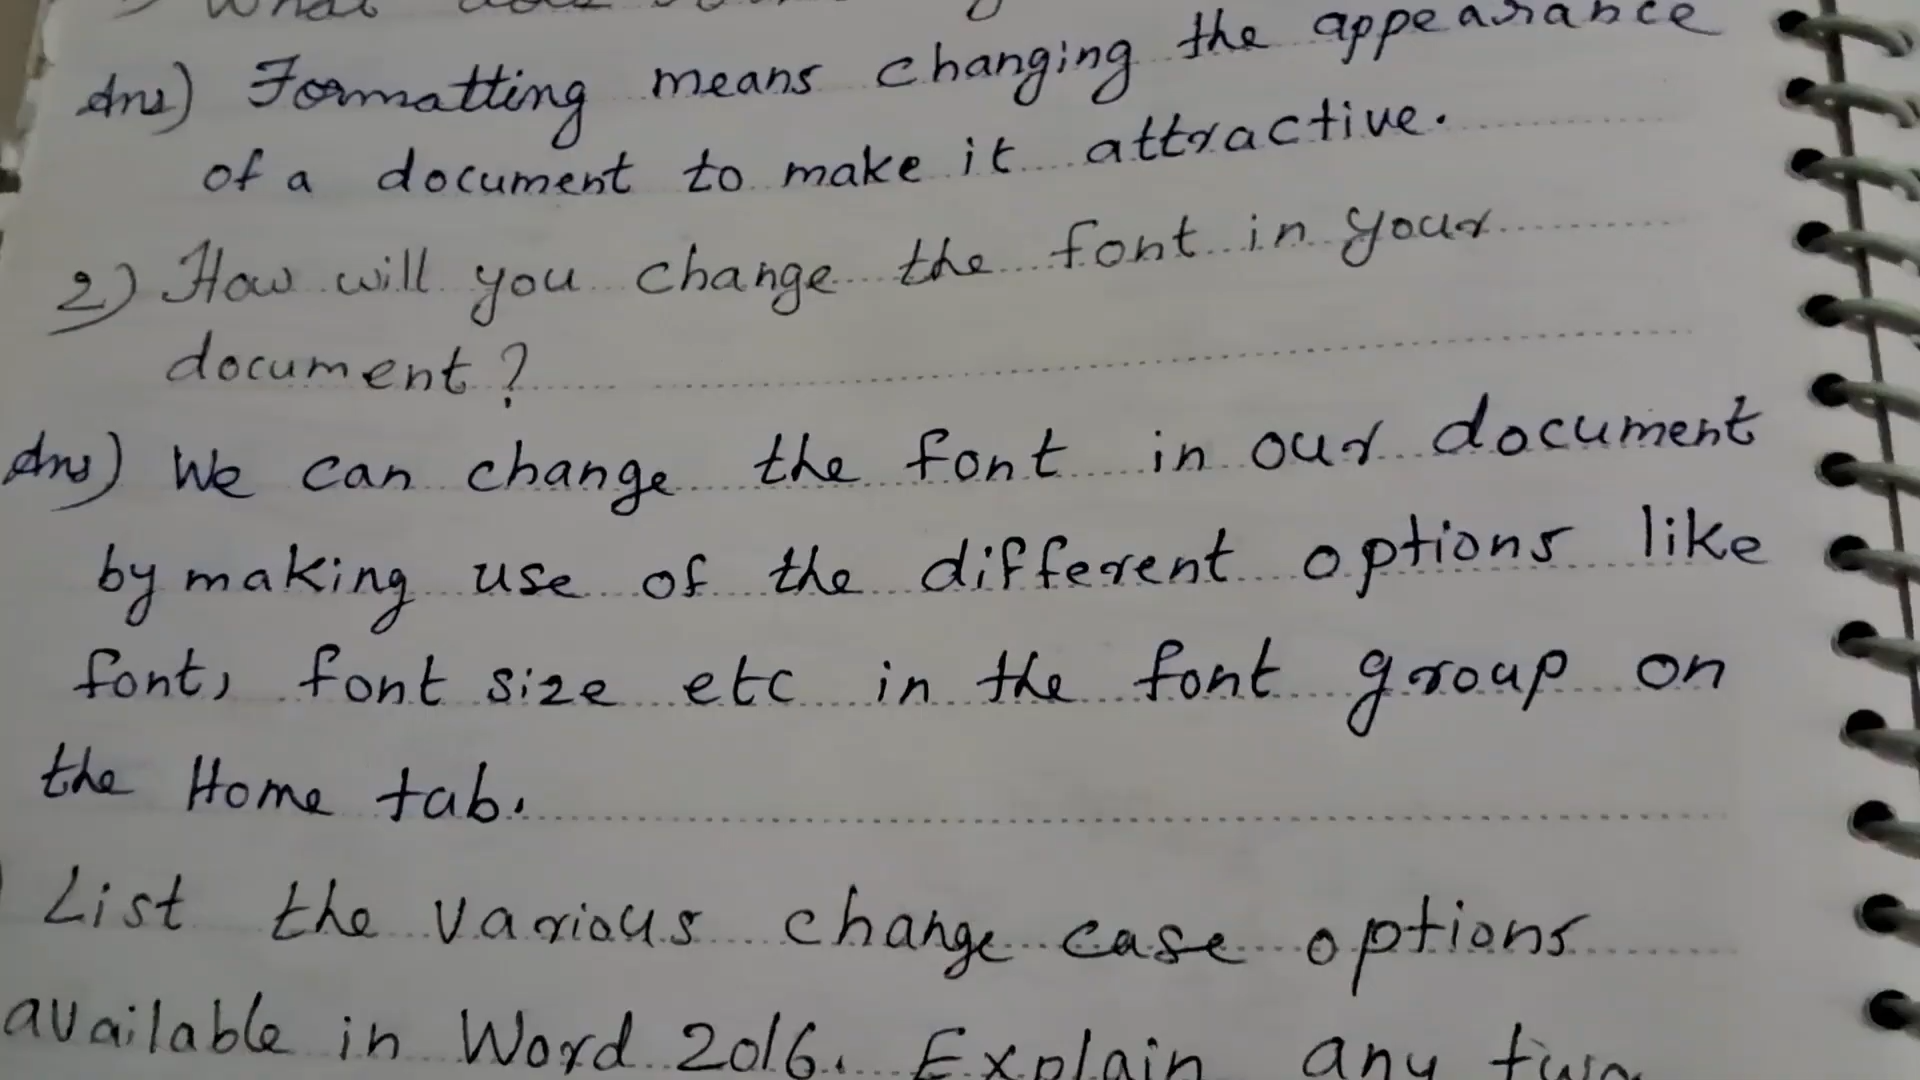 What does
Ans) Formatting means changing the appearance
of a document to make it attractive.
2) How will you change the font in your
document?
Ans) We can change the font in our document
by making use of the different options like
font, font size etc in the font group on
the Home tab.
List the various change case options
available in Word 2016. Explain any two